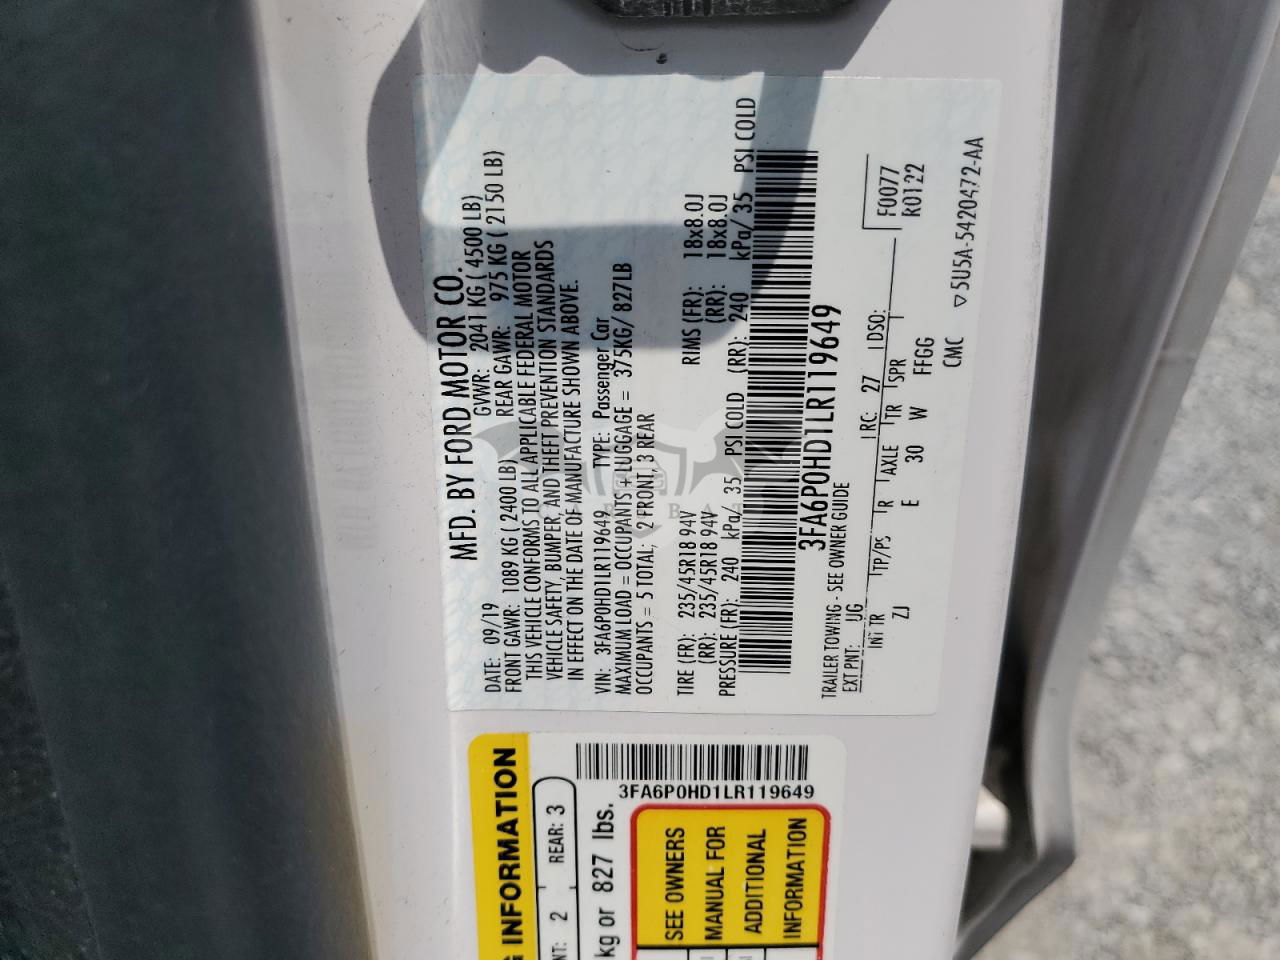 MFD. BY FORD MOTOR CO.
DATE: 09/19 GVWR: 2041 KG ( 4500 LB)
FRONT GAWR: 1089 KG ( 2400 LB) REAR GAWR: 975 KG ( 2150 LB)
THIS VEHICLE CONFORMS TO ALL APPLICABLE FEDERAL MOTOR
VEHICLE SAFETY, BUMPER, AND THEFT PREVENTION STANDARDS
IN EFFECT ON THE DATE OF MANUFACTURE SHOWN ABOVE.
VIN: 3FA6P0HD1LR119649 TYPE: Passenger Car
MAXIMUM LOAD = OCCUPANTS + LUGGAGE = 375KG/ 827LB
OCCUPANTS = 5 TOTAL, 2 FRONT, 3 REAR
TIRE (FR): 235/45R18 94V RIMS (FR): 18x8.0J
(RR): 235/45R18 94V (RR): 18x8.0J
PRESSURE (FR): 240 kPa/ 35 PSI COLD (RR): 240 kPa/ 35 PSI COLD
3FA6P0HD1LR119649
TRAILER TOWING - SEE OWNER GUIDE
EXT PNT: UG RC: 27 DSO:
INT TR TP/PS R AXLE TR SPR
ZJ E 30 W FFGG
F0077
R0122
CMC ▽5U5A-5420472-AA
INFORMATION
2 REAR: 3
kg or 827 lbs.
3FA6P0HD1LR119649
SEE OWNERS
MANUAL FOR
ADDITIONAL
INFORMATION